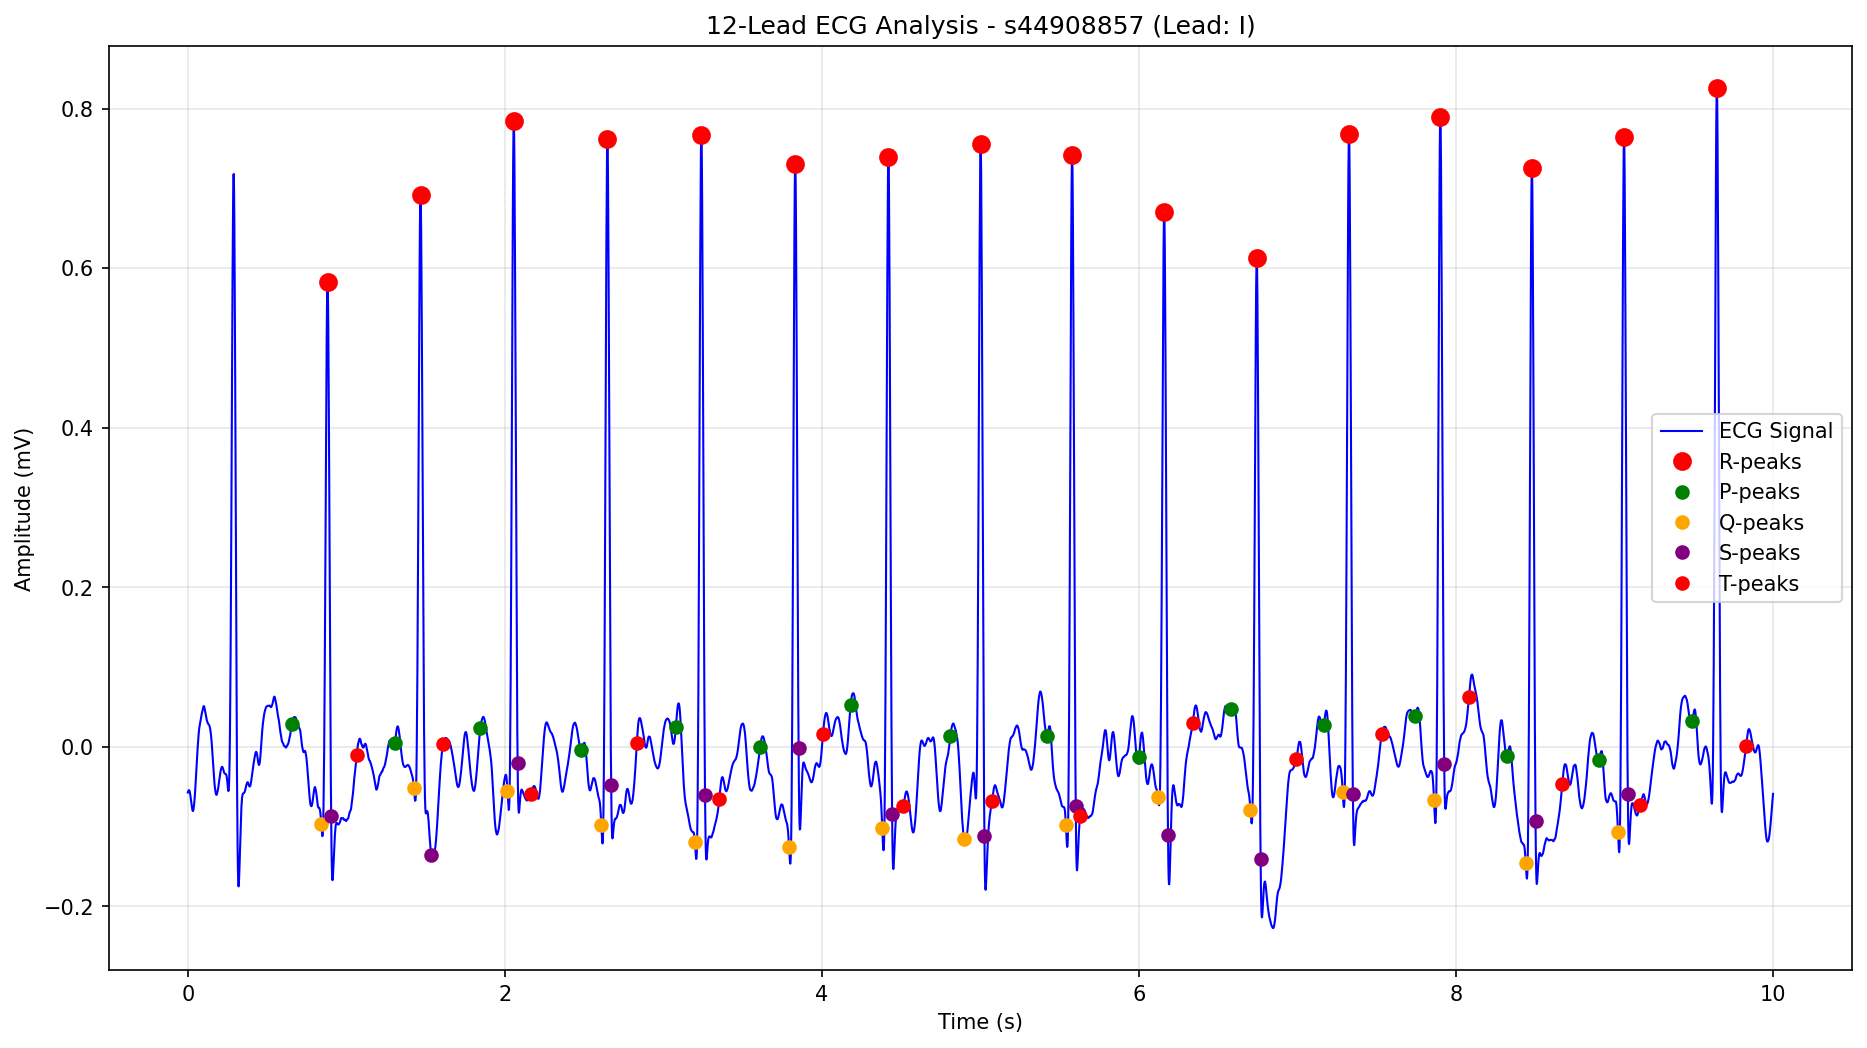 12-Lead ECG Analysis - s44908857 (Lead: I)
Amplitude (mV)
0.8
0.6
0.4
0.2
0.0
−0.2
0
2
4
6
8
10
Time (s)
ECG Signal
R-peaks
P-peaks
Q-peaks
S-peaks
T-peaks